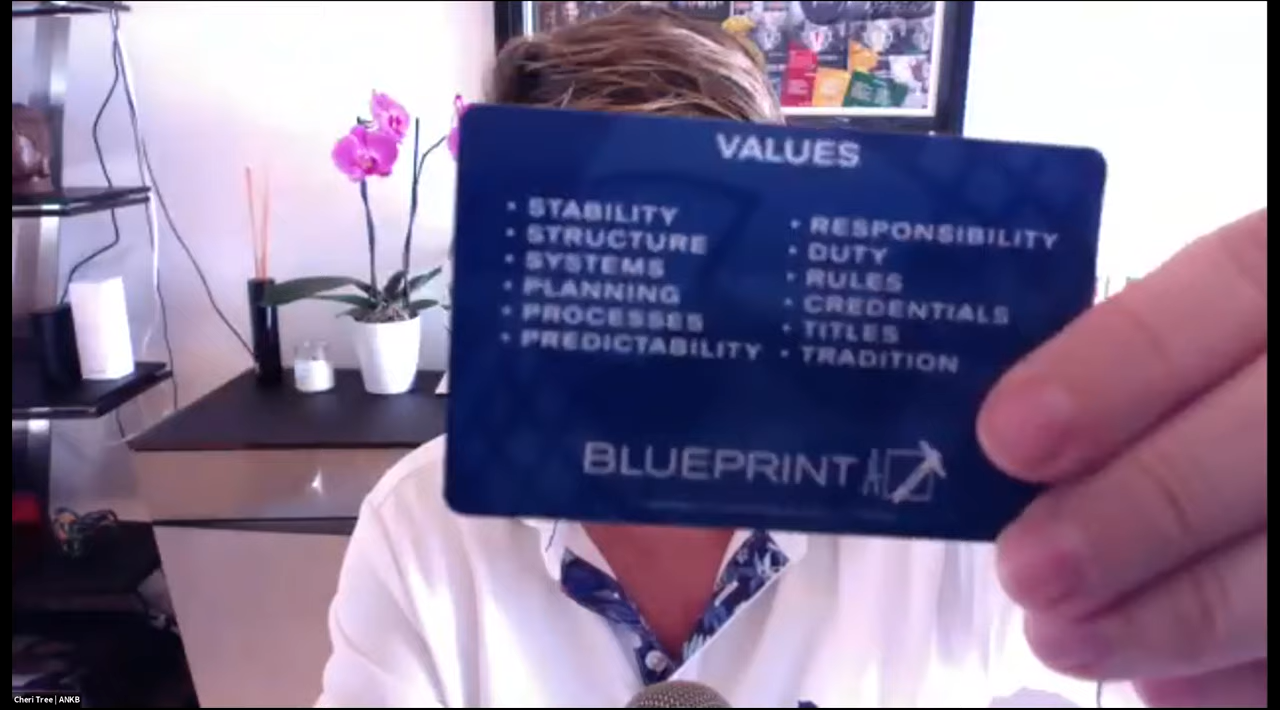 VALUES
• STABILITY
• STRUCTURE
• SYSTEMS
• PLANNING
• PROCESSES
• PREDICTABILITY
• RESPONSIBILITY
• DUTY
• RULES
• CREDENTIALS
• TITLES
• TRADITION
BLUEPRINT
Cheri Tree | ANKB